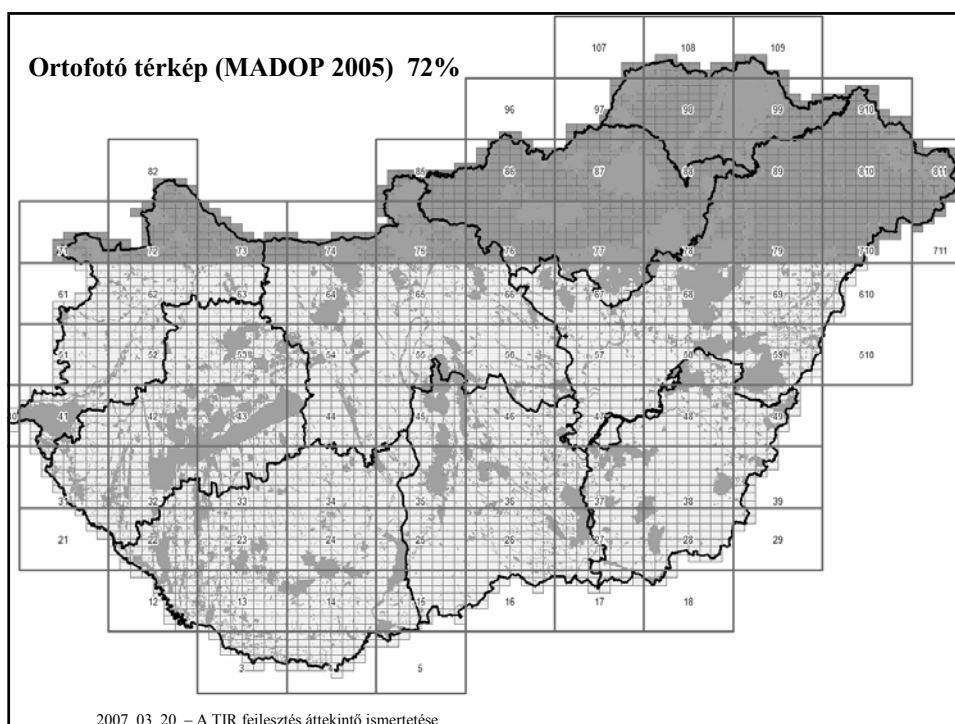 Ortofotó térkép (MADOP 2005) 72%
107 108 109
96 97 98 99 910
82 85 86 87 88 89 810 811
71 72 73 74 75 76 77 78 79 710 711
61 62 63 64 65 66 67 68 69 610
51 52 53 54 55 56 57 59 510
41 42 43 44 45 46 47 48 49
31 32 33 34 35 36 37 38 39
21 22 23 24 25 26 27 28 29
12 13 14 15 16 17 18
3 5
2007. 03. 20. – A TIR fejlesztés áttekintő ismertetése